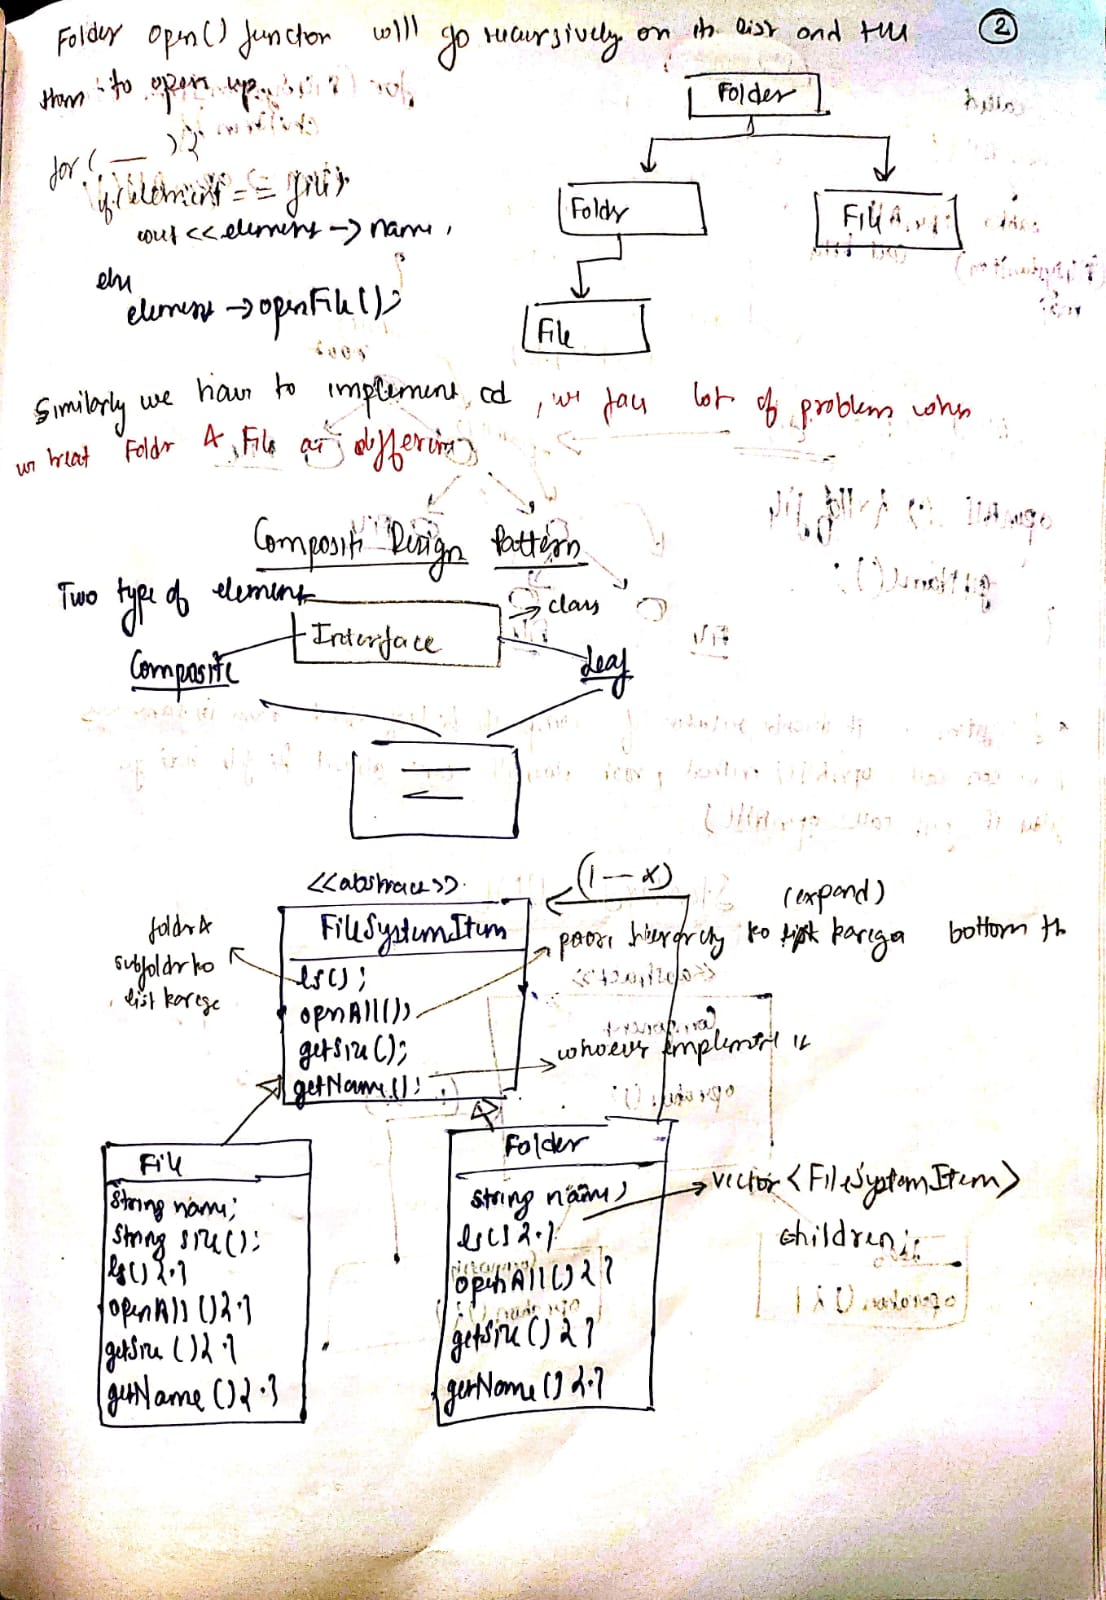 Folder open() function will go recursively on its list and tell
②
them to open up.
for( __ ) {
if(element == file)
cout << element -> name,
else
element -> openFile();
Folder
Folder
File A.
File
Similarly we have to implement cd, we face lot of problem when
we treat Folder & File as different
Composite Design Pattern
Two type of element
Interface
class
Composite
Leaf
<<abstract>>
(1 - *)
FileSystemItem
ls();
openAll();
getSize();
getName();
folder &
subfolder ko
list karega
(expand)
poori hierarchy ko karega bottom tk
whoever implement it
File
String name;
String size();
ls() { . }
openAll() { . }
getSize() { . }
getName() { . }
Folder
String name;
ls() { . }
openAll() { }
getSize() { }
getName() { . }
vector<FileSystemItem>
children;